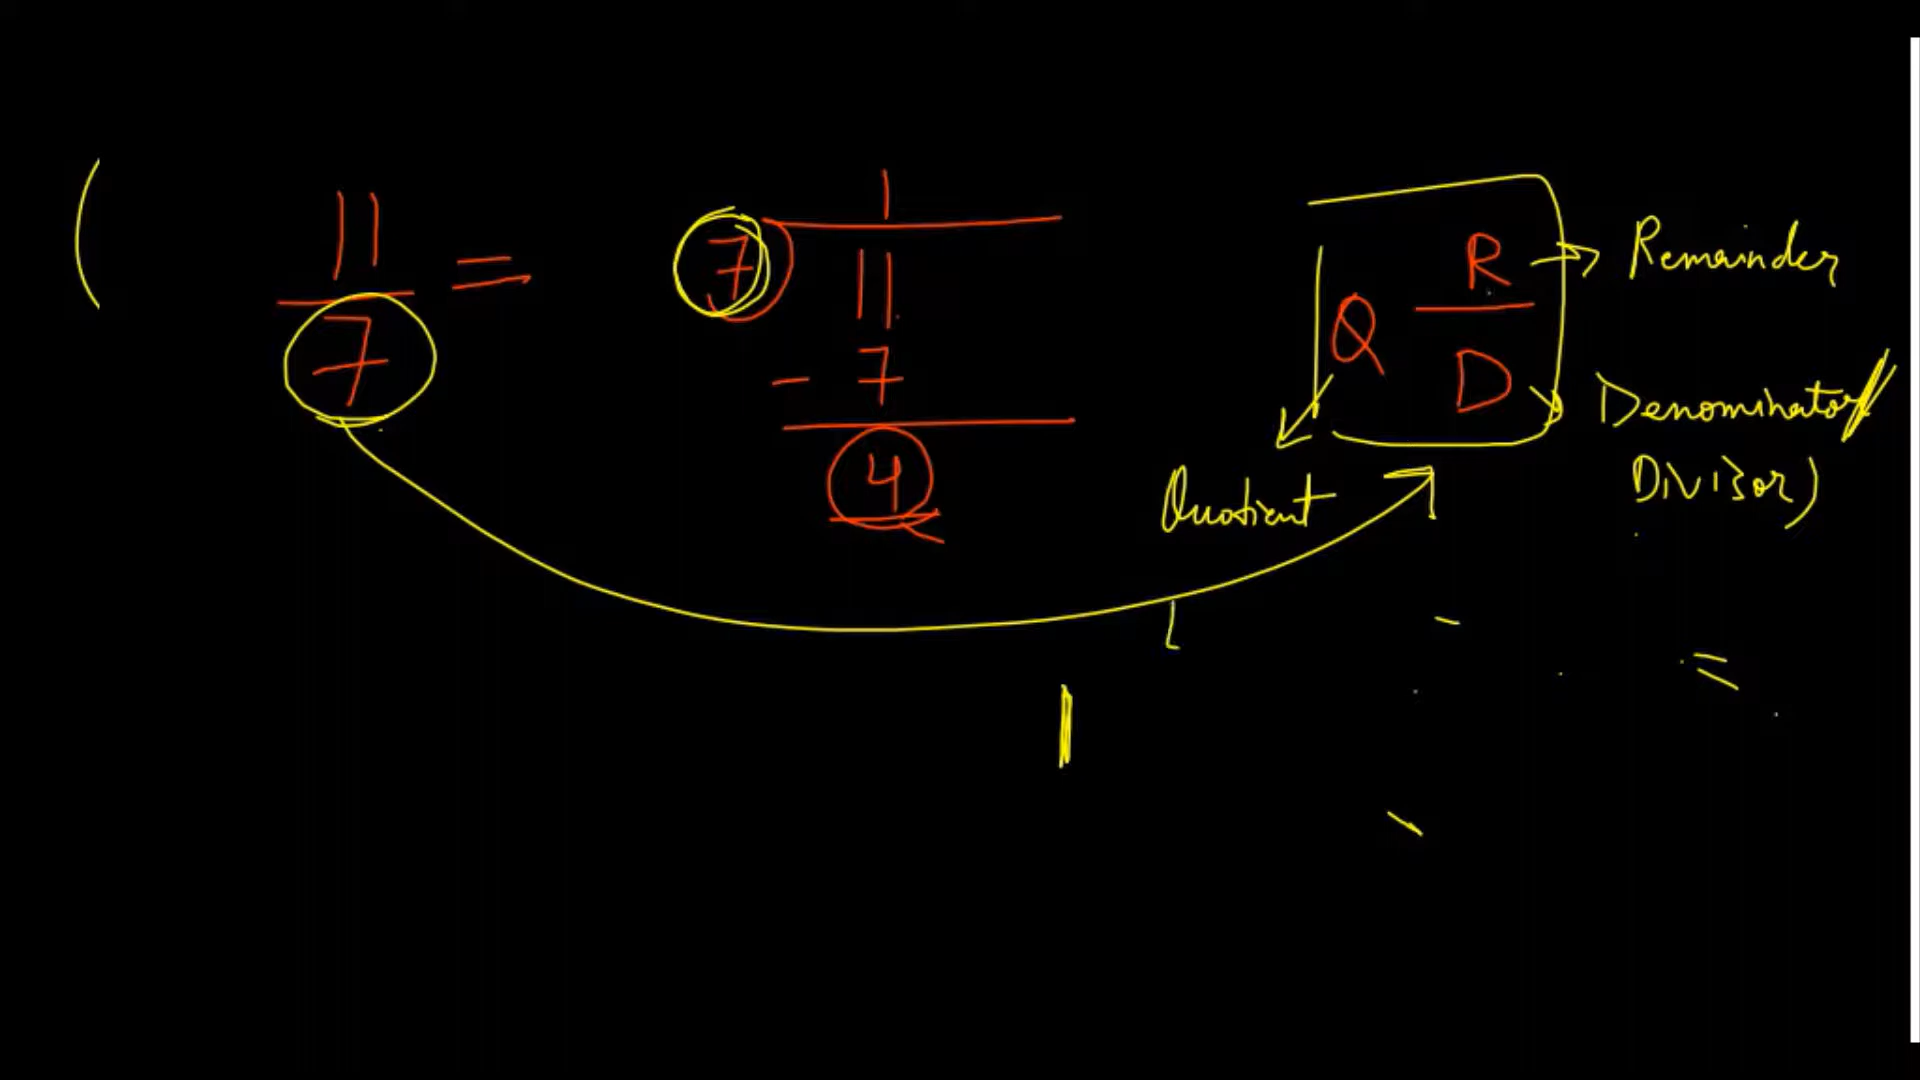 ( 11/7 =
1
7) 11
- 7
4
Q R/D
Remainder
Denominator/
Divisor)
Quotient